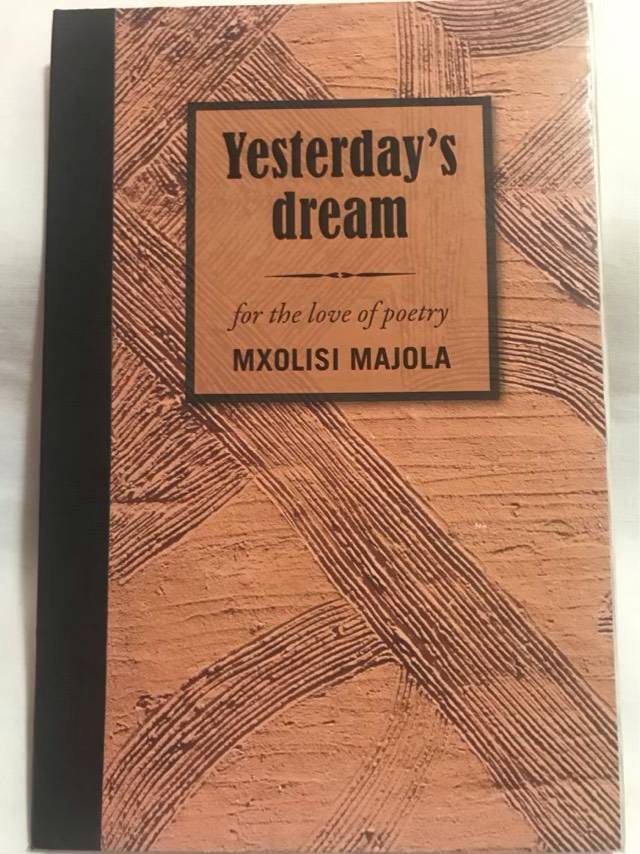 Yesterday's
dream
for the love of poetry
MXOLISI MAJOLA